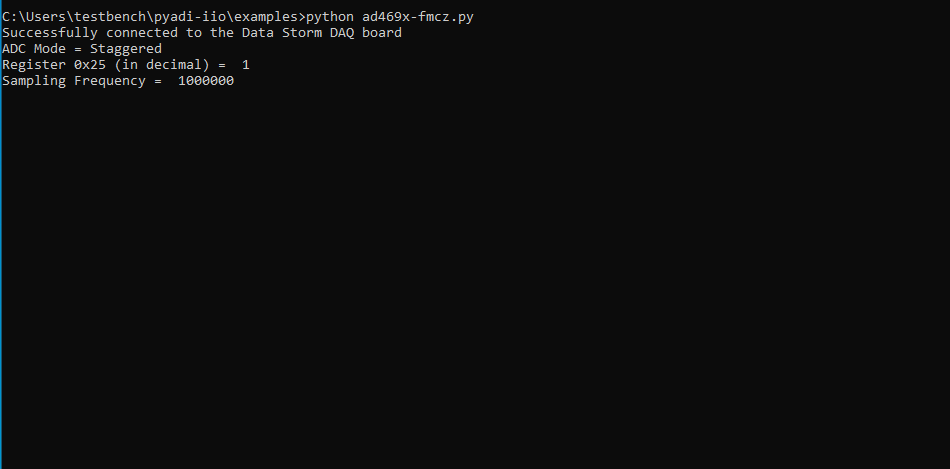 C:\Users\testbench\pyadi-iio\examples>python ad469x-fmcz.py
Successfully connected to the Data Storm DAQ board
ADC Mode = Staggered
Register 0x25 (in decimal) =  1
Sampling Frequency =  1000000